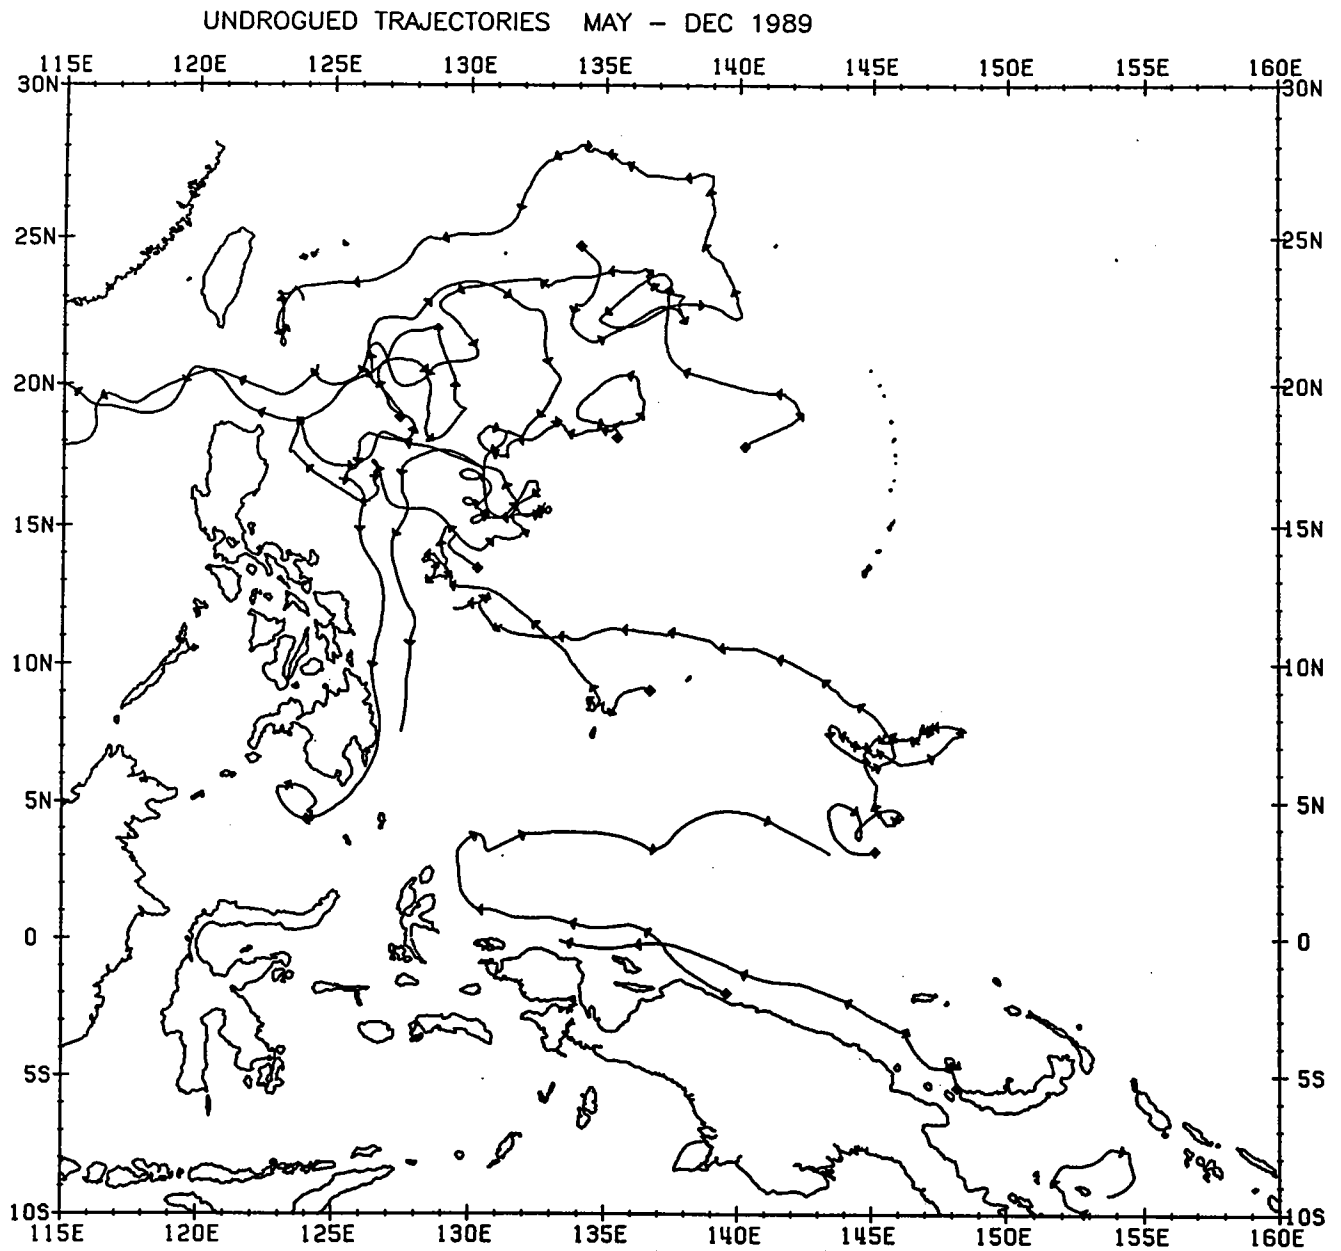 UNDROGUED TRAJECTORIES MAY - DEC 1989
115E 120E 125E 130E 135E 140E 145E 150E 155E 160E
30N 30N
25N 25N
20N 20N
15N 15N
10N 10N
5N 5N
0 0
5S 5S
10S 10S
115E 120E 125E 130E 135E 140E 145E 150E 155E 160E